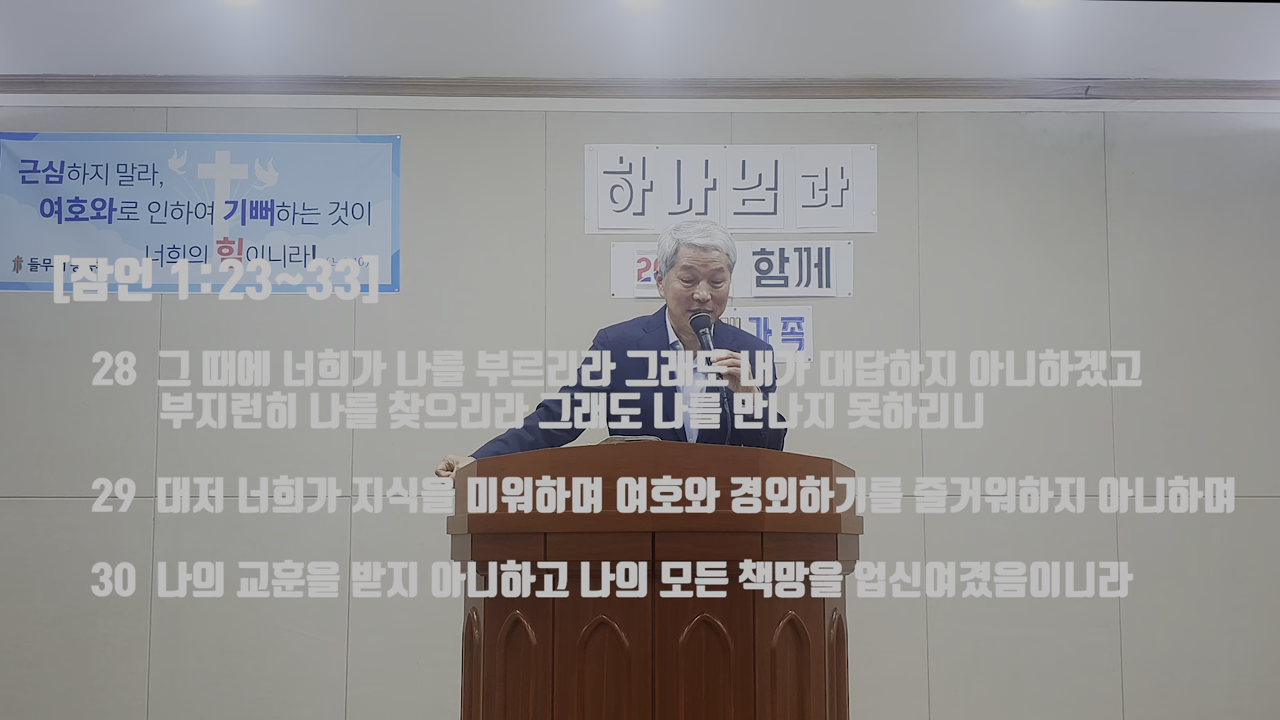 근심하지 말라,
여호와로 인하여 기뻐하는 것이
너희의 힘이니라!
하나님과
함께
가족
[잠언 1:23~33]
28 그 때에 너희가 나를 부르리라 그래도 내가 대답하지 아니하겠고
부지런히 나를 찾으리라 그래도 나를 만나지 못하리니
29 대저 너희가 지식을 미워하며 여호와 경외하기를 즐거워하지 아니하며
30 나의 교훈을 받지 아니하고 나의 모든 책망을 업신여겼음이니라